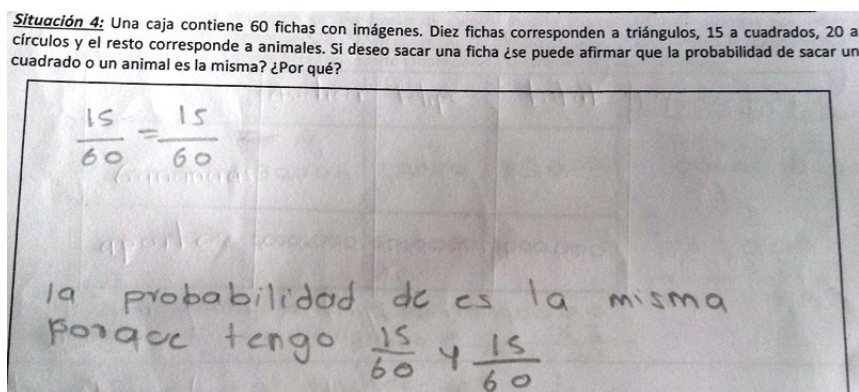 Situación 4: Una caja contiene 60 fichas con imágenes. Diez fichas corresponden a triángulos, 15 a cuadrados, 20 a
círculos y el resto corresponde a animales. Si deseo sacar una ficha ¿se puede afirmar que la probabilidad de sacar un
cuadrado o un animal es la misma? ¿Por qué?
15/60 = 15/60
la probabilidad de es la misma
porque tengo 15/60 y 15/60